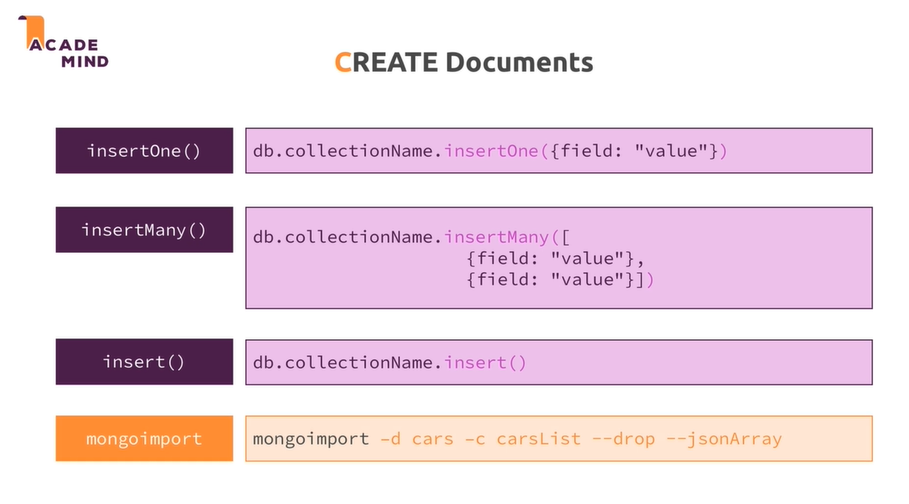 ACADE
MIND
CREATE Documents
insertOne()
db.collectionName.insertOne({field: "value"})
insertMany()
db.collectionName.insertMany([
{field: "value"},
{field: "value"}])
insert()
db.collectionName.insert()
mongoimport
mongoimport –d cars –c carsList --drop --jsonArray